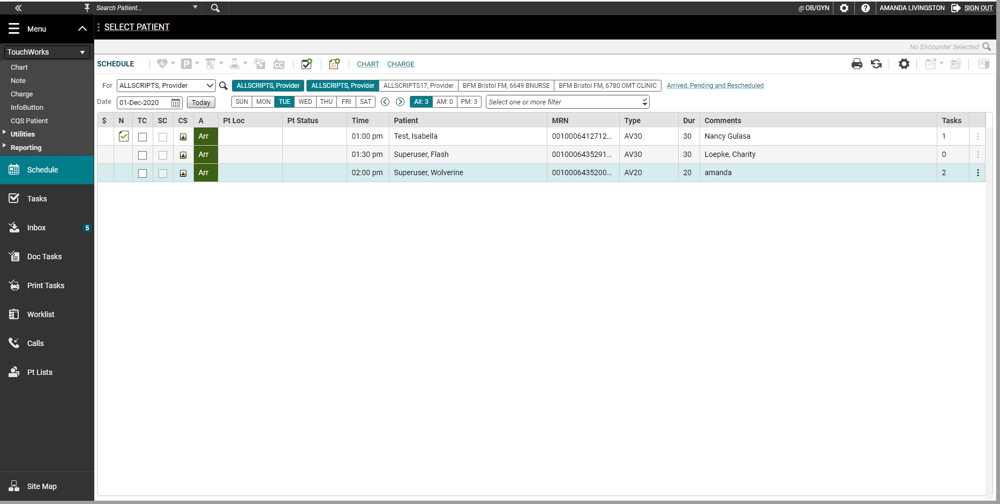 Search Patient...
@ OB/GYN
AMANDA LIVINGSTON
SIGN OUT
Menu
SELECT PATIENT
No Encounter Selected
TouchWorks
Chart
Note
Charge
InfoButton
CQS Patient
Utilities
Reporting
Schedule
Tasks
Inbox 5
Doc Tasks
Print Tasks
Worklist
Calls
Pt Lists
Site Map
SCHEDULE P Rx P CC CHART CHARGE
For ALLSCRIPTS, Provider ALLSCRIPTS, Provider ALLSCRIPTS, Provider ALLSCRIPTS17, Provider BFM Bristol FM, 6649 BNURSE BFM Bristol FM, 6780 OMT CLINIC Arrived, Pending and Rescheduled
Date 01-Dec-2020 Today SUN MON TUE WED THU FRI SAT All: 3 AM: 0 PM: 3 Select one or more filter
$ N TC SC CS A Pt Loc Pt Status Time Patient MRN Type Dur Comments Tasks
Arr 01:00 pm Test, Isabella 0010006412712... AV30 30 Nancy Gulasa 1
Arr 01:30 pm Superuser, Flash 0010006435291... AV30 30 Loepke, Charity 0
Arr 02:00 pm Superuser, Wolverine 0010006435200... AV20 20 amanda 2